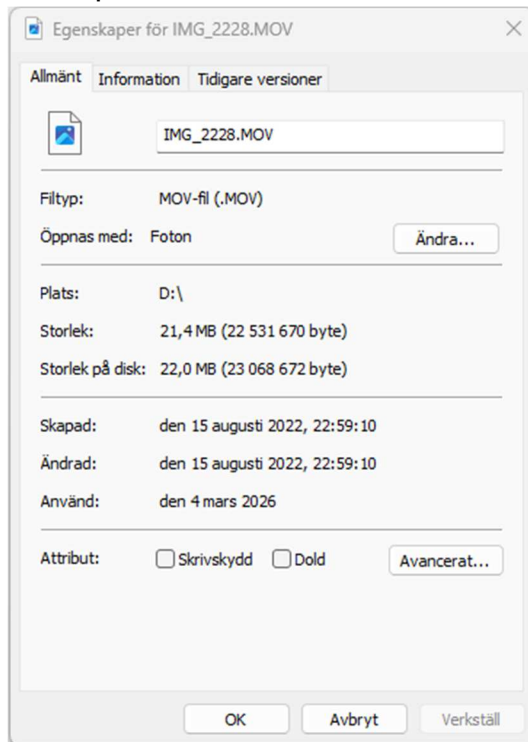 Egenskaper för IMG_2228.MOV
Allmänt Information Tidigare versioner
IMG_2228.MOV
Filtyp: MOV-fil (.MOV)
Öppnas med: Foton Ändra...
Plats: D:\
Storlek: 21,4 MB (22 531 670 byte)
Storlek på disk: 22,0 MB (23 068 672 byte)
Skapad: den 15 augusti 2022, 22:59:10
Ändrad: den 15 augusti 2022, 22:59:10
Använd: den 4 mars 2026
Attribut: Skrivskydd Dold Avancerat...
OK Avbryt Verkställ